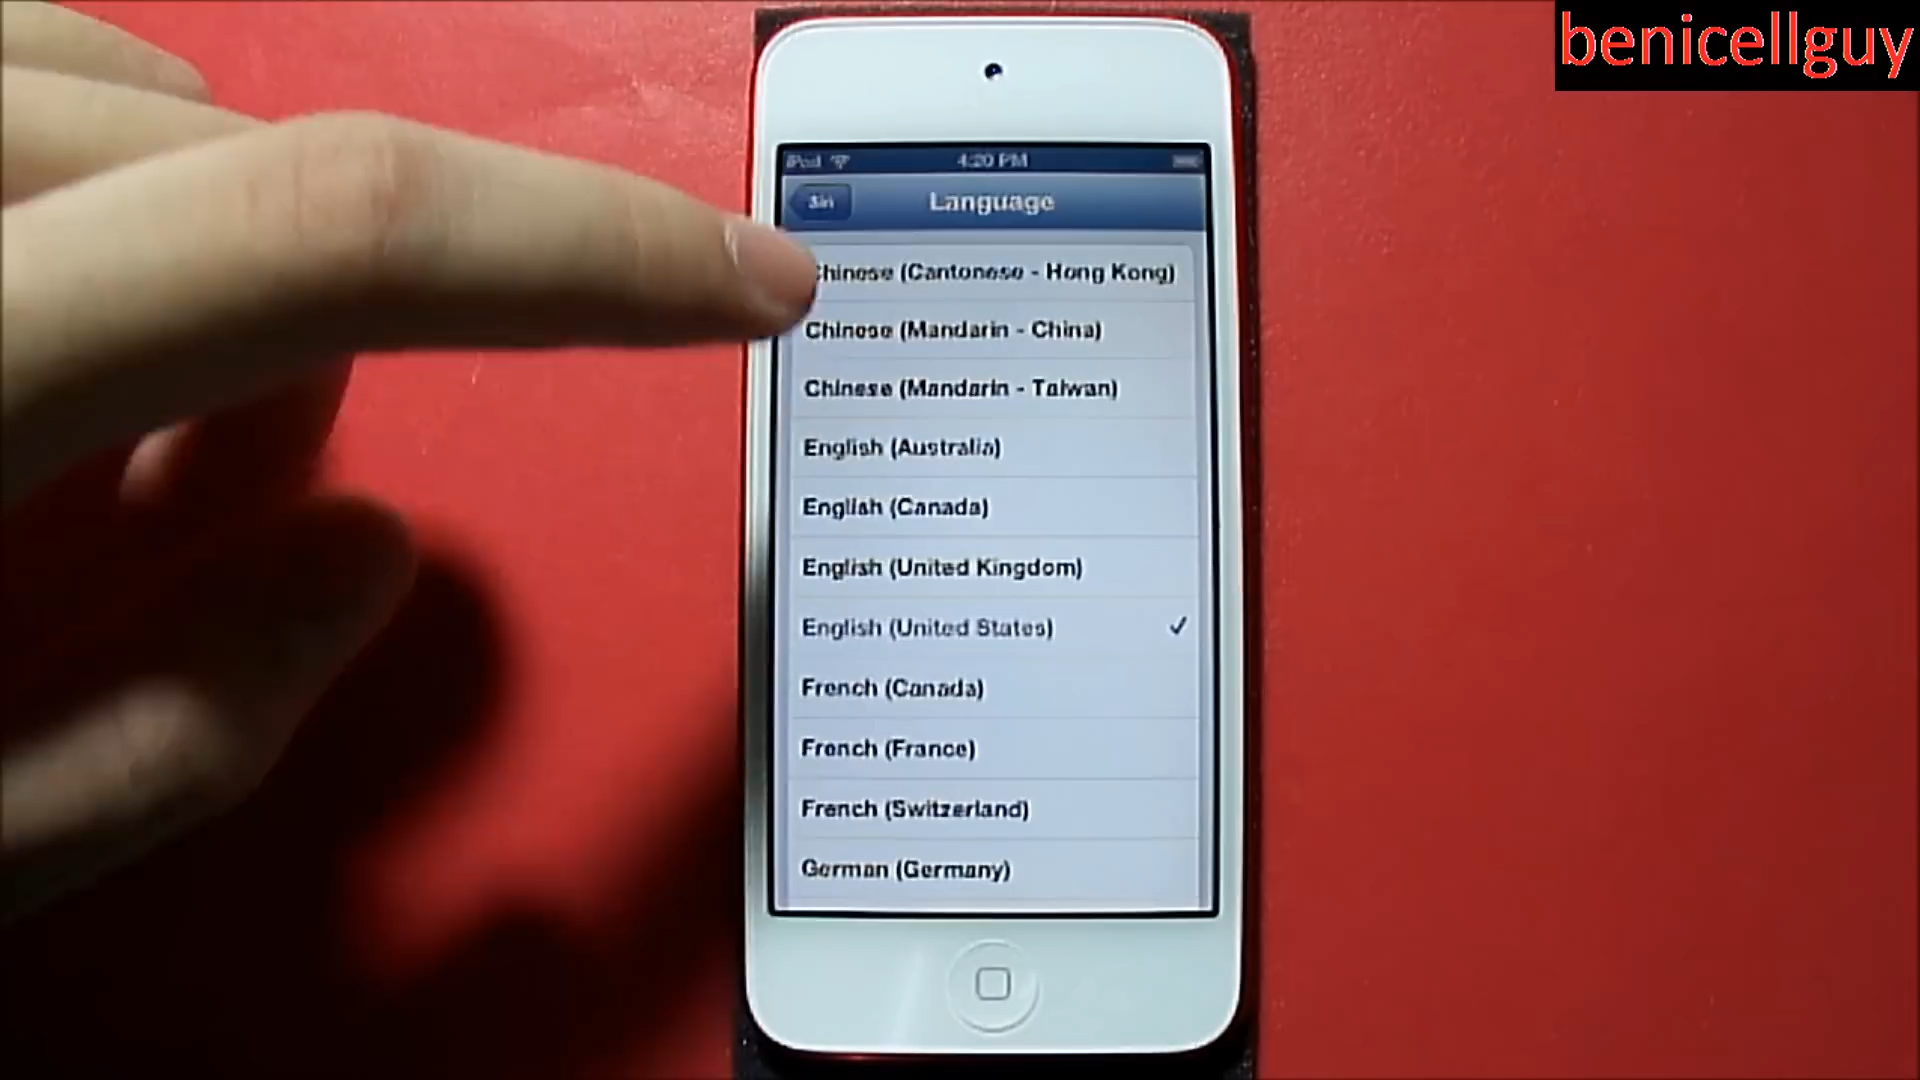 benicellguy
iPod 4:20 PM
Siri Language
Chinese (Cantonese - Hong Kong)
Chinese (Mandarin - China)
Chinese (Mandarin - Taiwan)
English (Australia)
English (Canada)
English (United Kingdom)
English (United States)
French (Canada)
French (France)
French (Switzerland)
German (Germany)